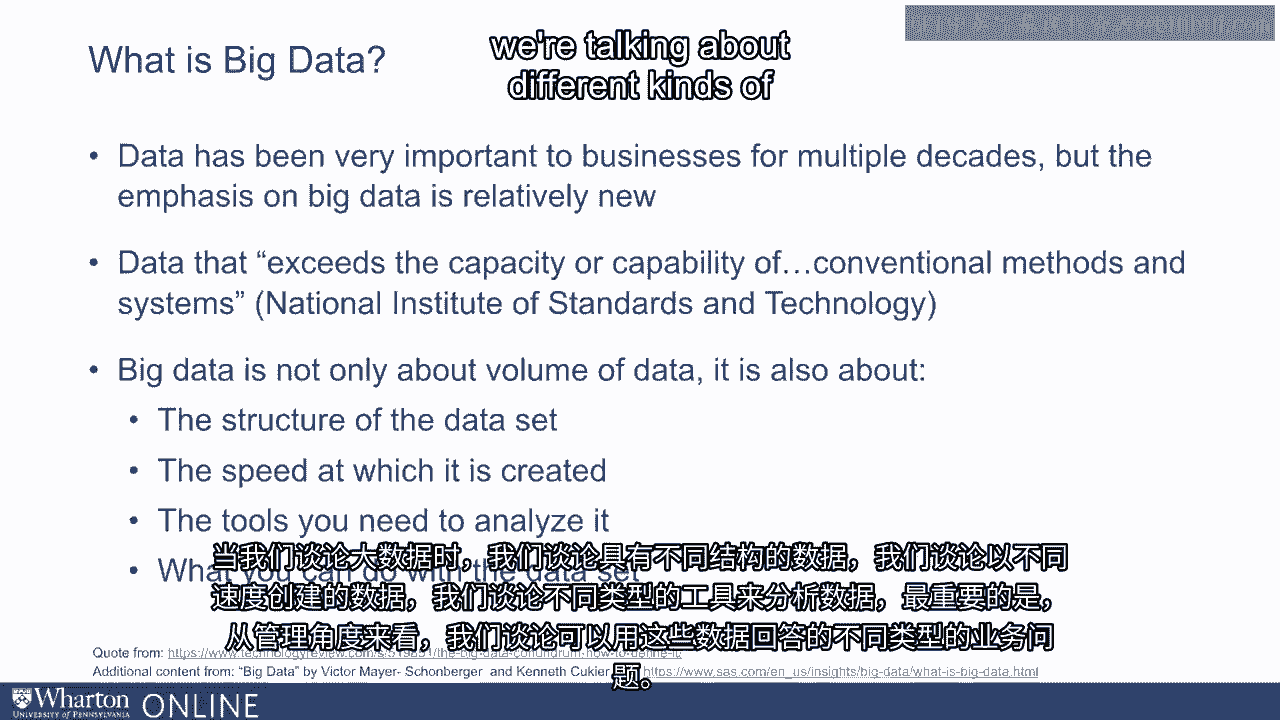 What is Big Data?
we're talking about
different kinds of
• Data has been very important to businesses for multiple decades, but the
emphasis on big data is relatively new
• Data that “exceeds the capacity or capability of…conventional methods and
systems” (National Institute of Standards and Technology)
• Big data is not only about volume of data, it is also about:
• The structure of the data set
• The speed at which it is created
• The tools you need to analyze it
• What you can do with the data set
当我们谈论大数据时，我们谈论具有不同结构的数据，我们谈论以不同
速度创建的数据，我们谈论不同类型的工具来分析数据，最重要的是，
从管理角度来看，我们谈论可以用这些数据回答的不同类型的业务问
题。
Quote from: https://www.technologyreview.com/s/519851/the-big-data-conundrum-how-to-define-it/
Additional content from: “Big Data” by Victor Mayer- Schonberger and Kenneth Cukier https://www.sas.com/en_us/insights/big-data/what-is-big-data.html
Wharton ONLINE
UNIVERSITY of PENNSYLVANIA